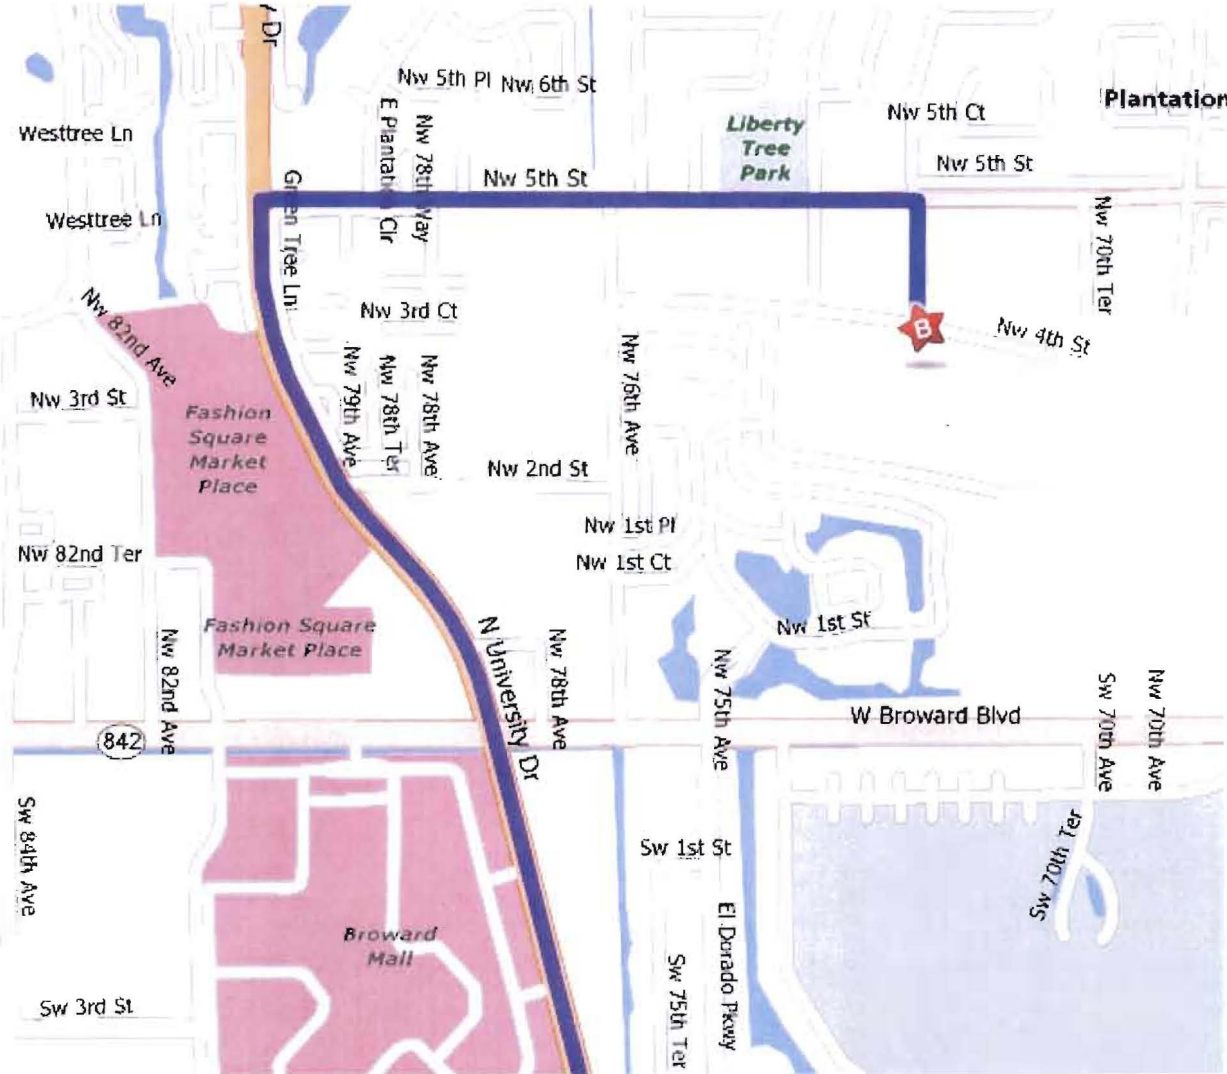 y Dr
Nw 5th Pl
Nw 6th St
Plantation
Nw 5th Ct
Westtree Ln
E Plantation Cir
Nw 78th Way
Liberty
Tree
Park
Nw 5th St
Nw 5th St
Green Tree Ln
Westtree Ln
Nw 70th Ter
Nw 82nd Ave
Nw 3rd Ct
B
Nw 4th St
Nw 79th Ave
Nw 78th Ter
Nw 78th Ave
Nw 76th Ave
Nw 3rd St
Fashion
Square
Market
Place
Nw 2nd St
Nw 1st Pl
Nw 82nd Ter
Nw 1st Ct
Fashion Square
Market Place
Nw 1st St
Nw 82nd Ave
N University Dr
Nw 78th Ave
Nw 75th Ave
W Broward Blvd
Sw 70th Ave
Nw 70th Ave
842
Sw 84th Ave
Sw 1st St
Sw 70th Ter
Broward
Mall
El Dorado Pkwy
Sw 75th Ter
Sw 3rd St